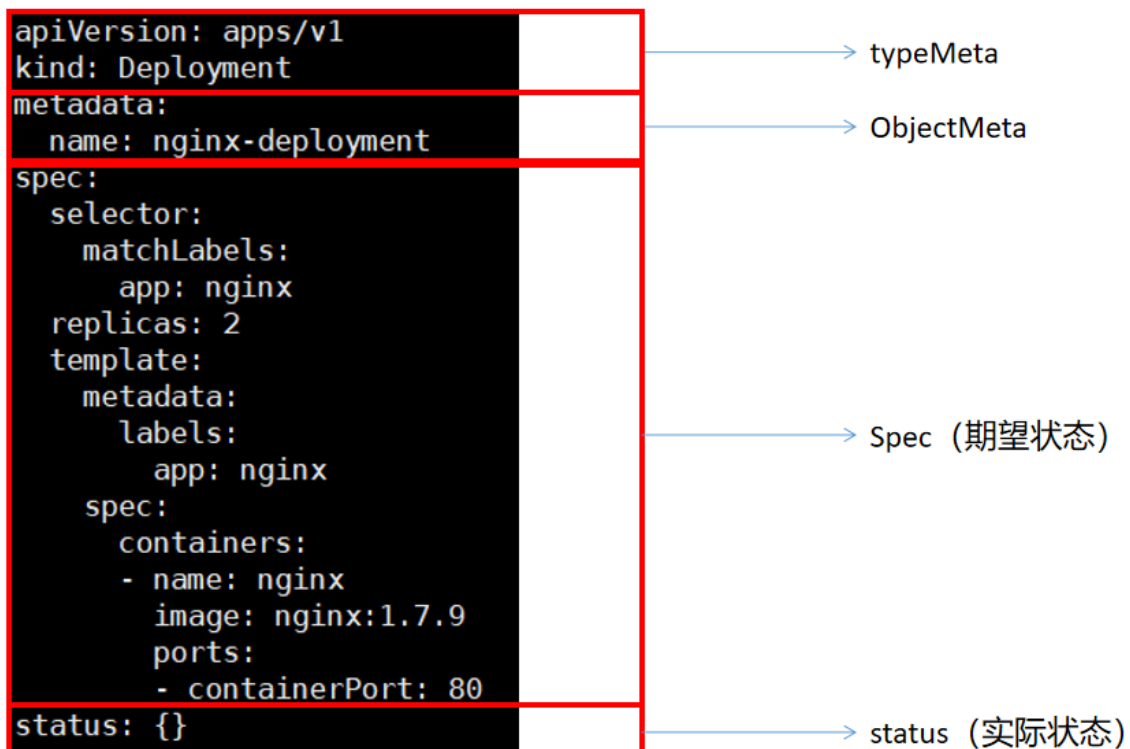 apiVersion: apps/v1
kind: Deployment
typeMeta
metadata:
  name: nginx-deployment
ObjectMeta
spec:
  selector:
    matchLabels:
      app: nginx
  replicas: 2
  template:
    metadata:
      labels:
        app: nginx
    spec:
      containers:
      - name: nginx
        image: nginx:1.7.9
        ports:
        - containerPort: 80
Spec（期望状态）
status: {}
status（实际状态）